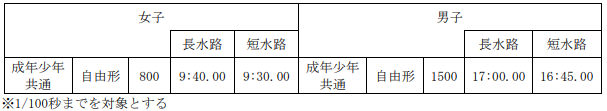 女子 男子
長水路 短水路 長水路 短水路
成年少年共通 自由形 800 9:40.00 9:30.00 成年少年共通 自由形 1500 17:00.00 16:45.00
※1/100秒までを対象とする